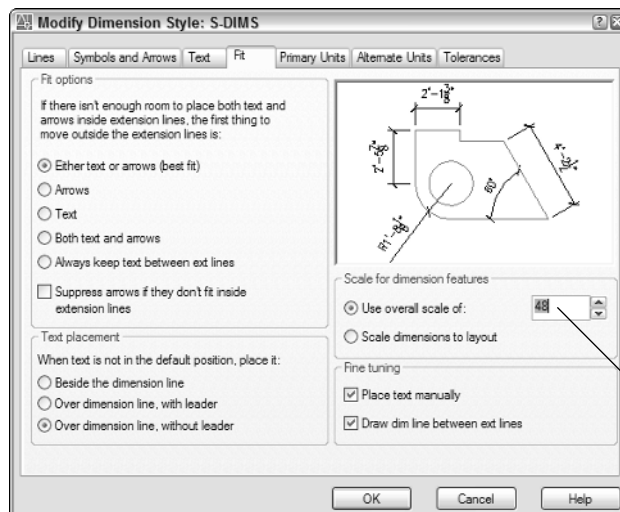 Modify Dimension Style: S-DIMS
Lines
Symbols and Arrows
Text
Fit
Primary Units
Alternate Units
Tolerances
Fit options
If there isn't enough room to place both text and
arrows inside extension lines, the first thing to
move outside the extension lines is:
Either text or arrows (best fit)
Arrows
Text
Both text and arrows
Always keep text between ext lines
Suppress arrows if they don't fit inside
extension lines
Text placement
When text is not in the default position, place it:
Beside the dimension line
Over dimension line, with leader
Over dimension line, without leader
60°
Scale for dimension features
Use overall scale of:
48
Scale dimensions to layout
Fine tuning
Place text manually
Draw dim line between ext lines
OK
Cancel
Help